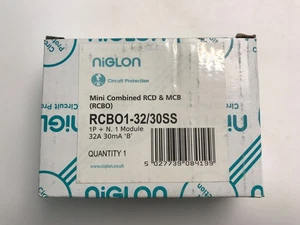 NIGLON
Circuit Protection
Mini Combined RCD & MCB
(RCBO)
RCBO1-32/30SS
1P + N, 1 Module
32A 30mA 'B'
QUANTITY 1
www.niglon.co.uk
5 027739 084199